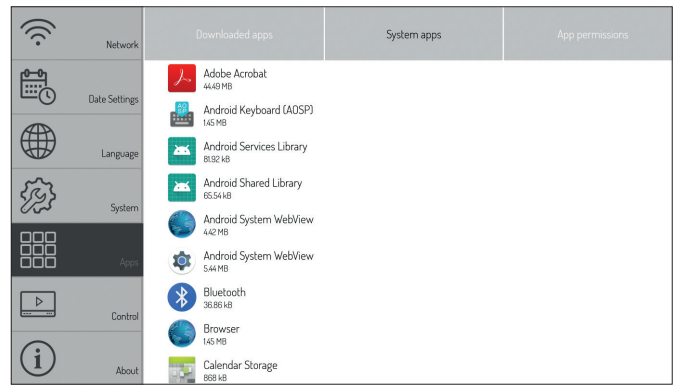 Network
Date Settings
Language
System
Apps
Control
About
Downloaded apps
System apps
App permissions
Adobe Acrobat
44.49 MB
Android Keyboard (AOSP)
1.45 MB
Android Services Library
81.92 kB
Android Shared Library
65.54 kB
Android System WebView
4.42 MB
Android System WebView
5.44 MB
Bluetooth
36.86 kB
Browser
1.45 MB
Calendar Storage
868 kB